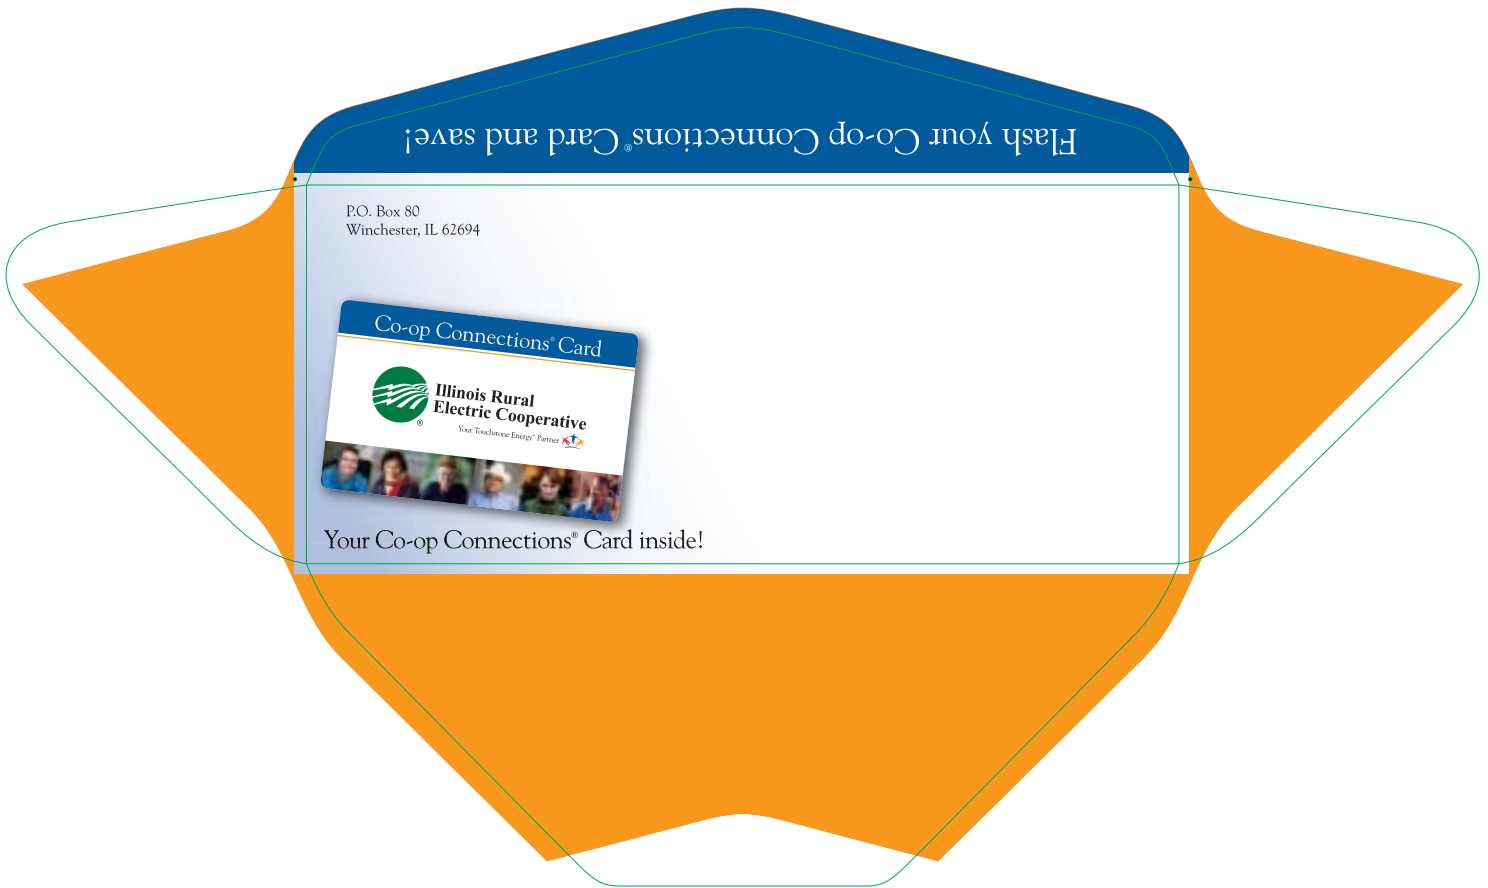 Flash your Co-op Connections® Card and save!
P.O. Box 80
Winchester, IL 62694
Co-op Connections® Card
Illinois Rural
Electric Cooperative
®
Your Touchstone Energy® Partner
Your Co-op Connections® Card inside!